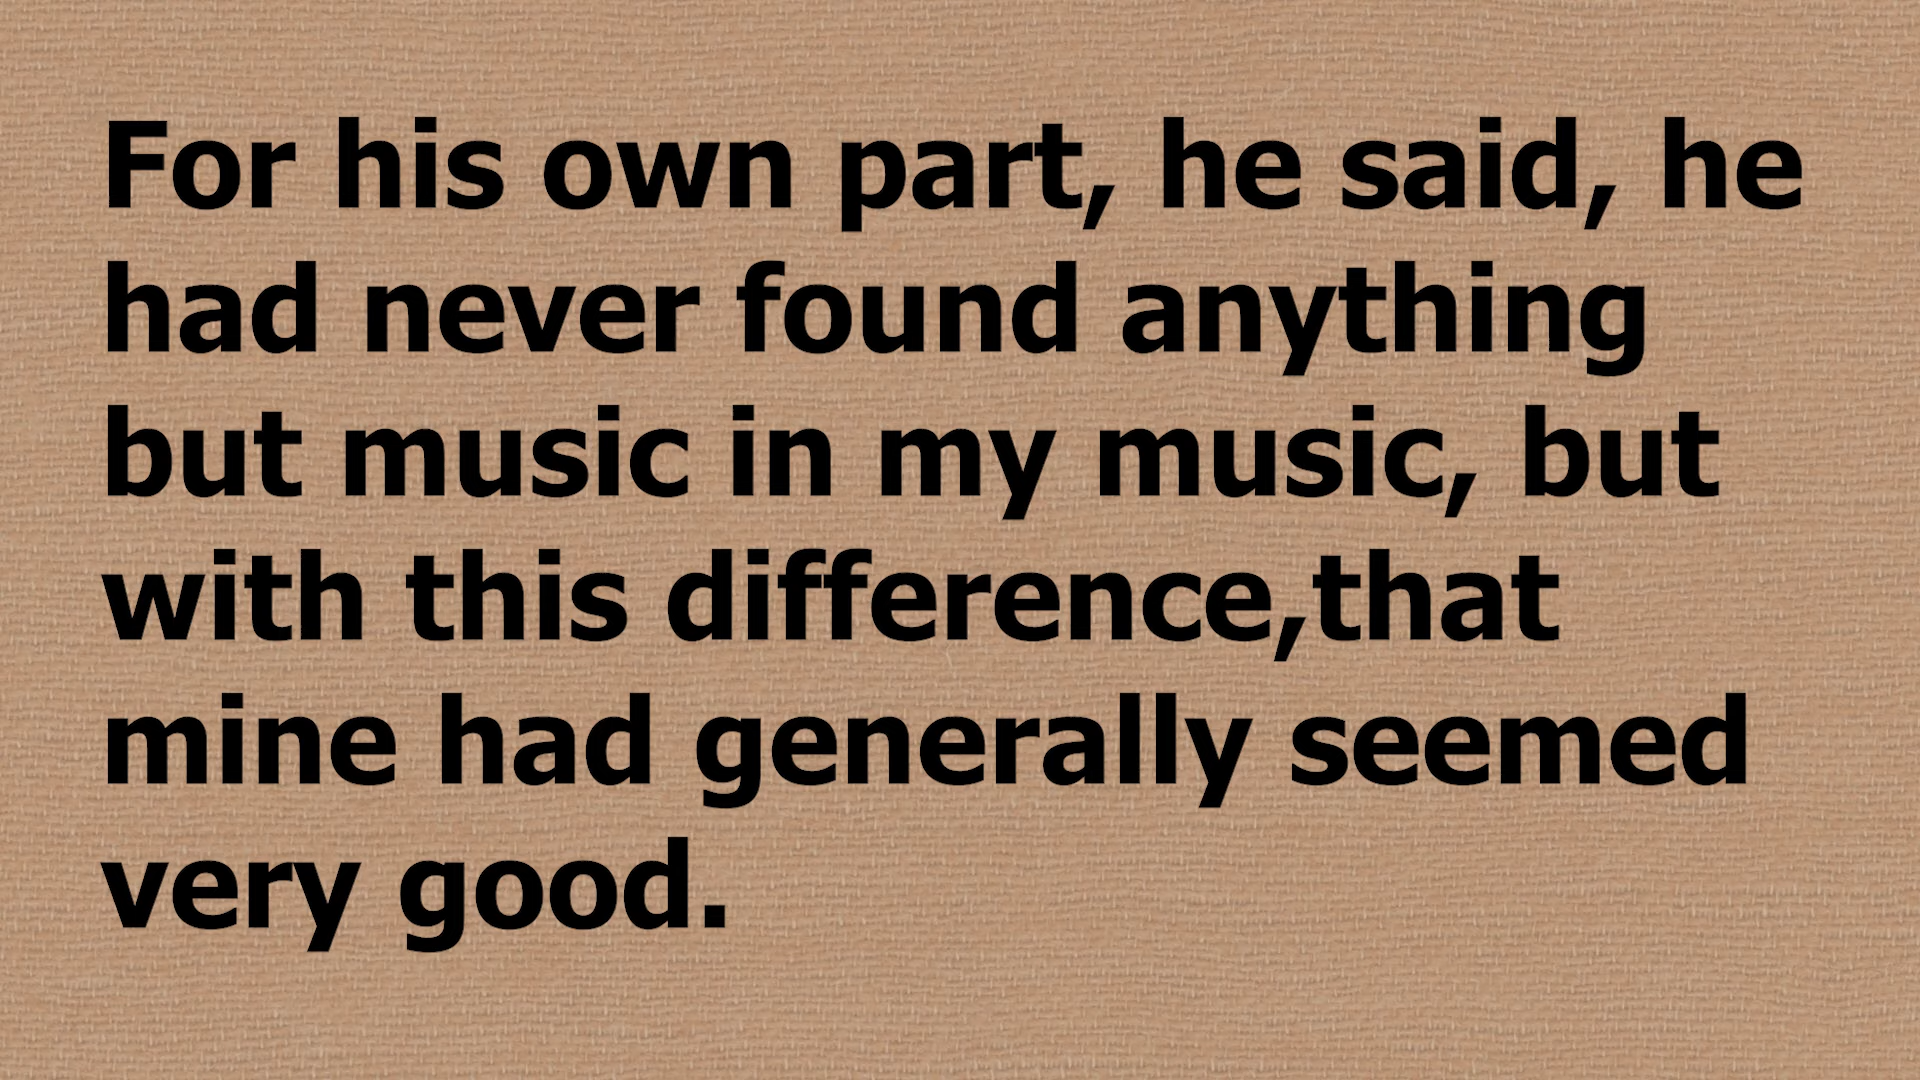 For his own part, he said, he
had never found anything
but music in my music, but
with this difference,that
mine had generally seemed
very good.